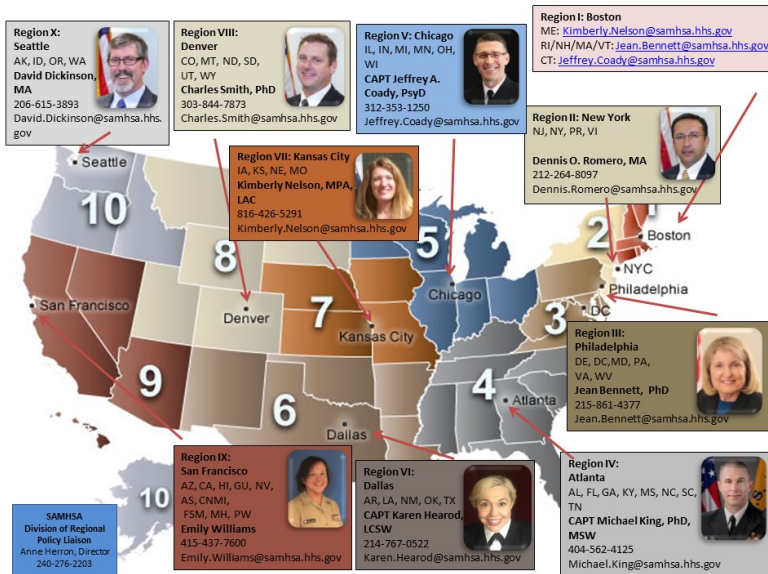 Region X:
Seattle
AK, ID, OR, WA
David Dickinson,
MA
206-615-3893
David.Dickinson@samhsa.hhs.
gov
Region VIII:
Denver
CO, MT, ND, SD,
UT, WY
Charles Smith, PhD
303-844-7873
Charles.Smith@samhsa.hhs.gov
Region V: Chicago
IL, IN, MI, MN, OH,
WI
CAPT Jeffrey A.
Coady, PsyD
312-353-1250
Jeffrey.Coady@samhsa.hhs.gov
Region I: Boston
ME: Kimberly.Nelson@samhsa.hhs.gov
RI/NH/MA/VT: Jean.Bennett@samhsa.hhs.gov
CT: Jeffrey.Coady@samhsa.hhs.gov
Region II: New York
NJ, NY, PR, VI
Dennis O. Romero, MA
212-264-8097
Dennis.Romero@samhsa.hhs.gov
Region VII: Kansas City
IA, KS, NE, MO
Kimberly Nelson, MPA,
LAC
816-426-5291
Kimberly.Nelson@samhsa.hhs.gov
Seattle
10
8
5
2
1
Boston
NYC
Philadelphia
DC
3
Chicago
San Francisco
Denver
7
Kansas City
9
6
4
Atlanta
Dallas
10
Region III:
Philadelphia
DE, DC,MD, PA,
VA, WV
Jean Bennett, PhD
215-861-4377
Jean.Bennett@samhsa.hhs.gov
Region IX:
San Francisco
AZ, CA, HI, GU, NV,
AS, CNMI,
FSM, MH, PW
Emily Williams
415-437-7600
Emily.Williams@samhsa.hhs.gov
Region VI:
Dallas
AR, LA, NM, OK, TX
CAPT Karen Hearod,
LCSW
214-767-0522
Karen.Hearod@samhsa.hhs.gov
Region IV:
Atlanta
AL, FL, GA, KY, MS, NC, SC,
TN
CAPT Michael King, PhD,
MSW
404-562-4125
Michael.King@samhsa.hhs.gov
SAMHSA
Division of Regional
Policy Liaison
Anne Herron, Director
240-276-2203